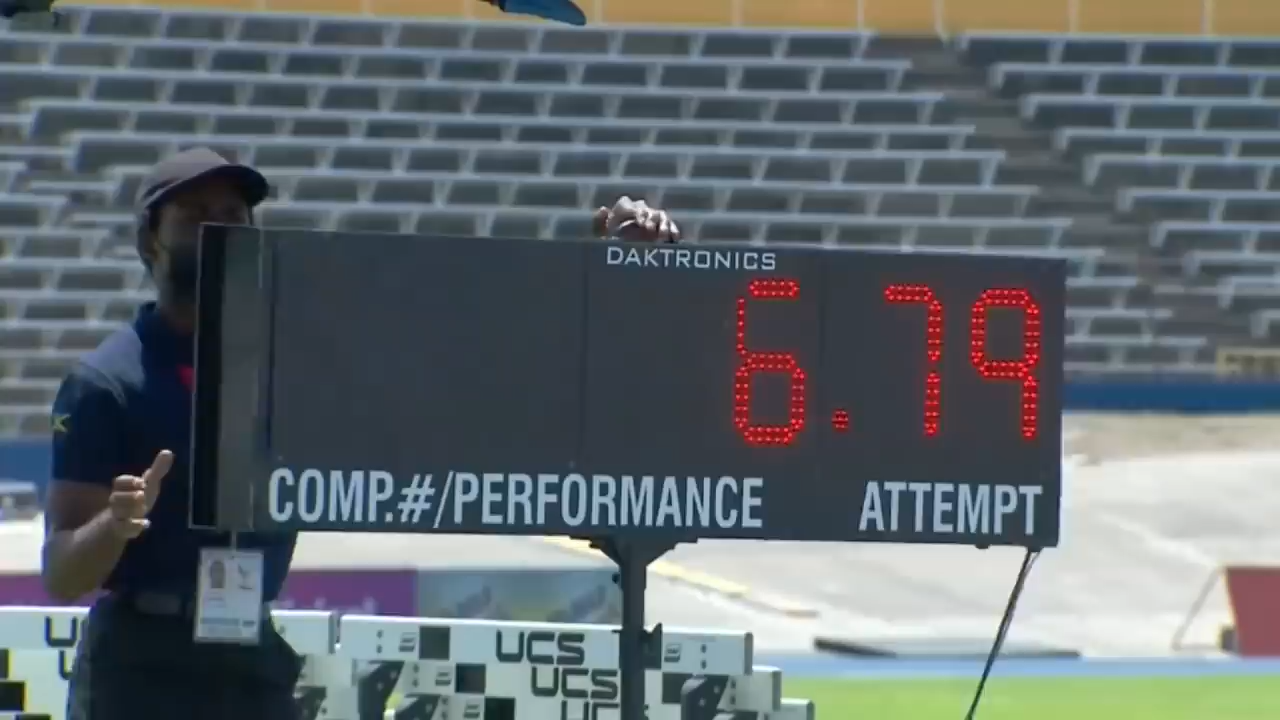 DAKTRONICS
6.79
COMP.#/PERFORMANCE ATTEMPT
UCS
UCS